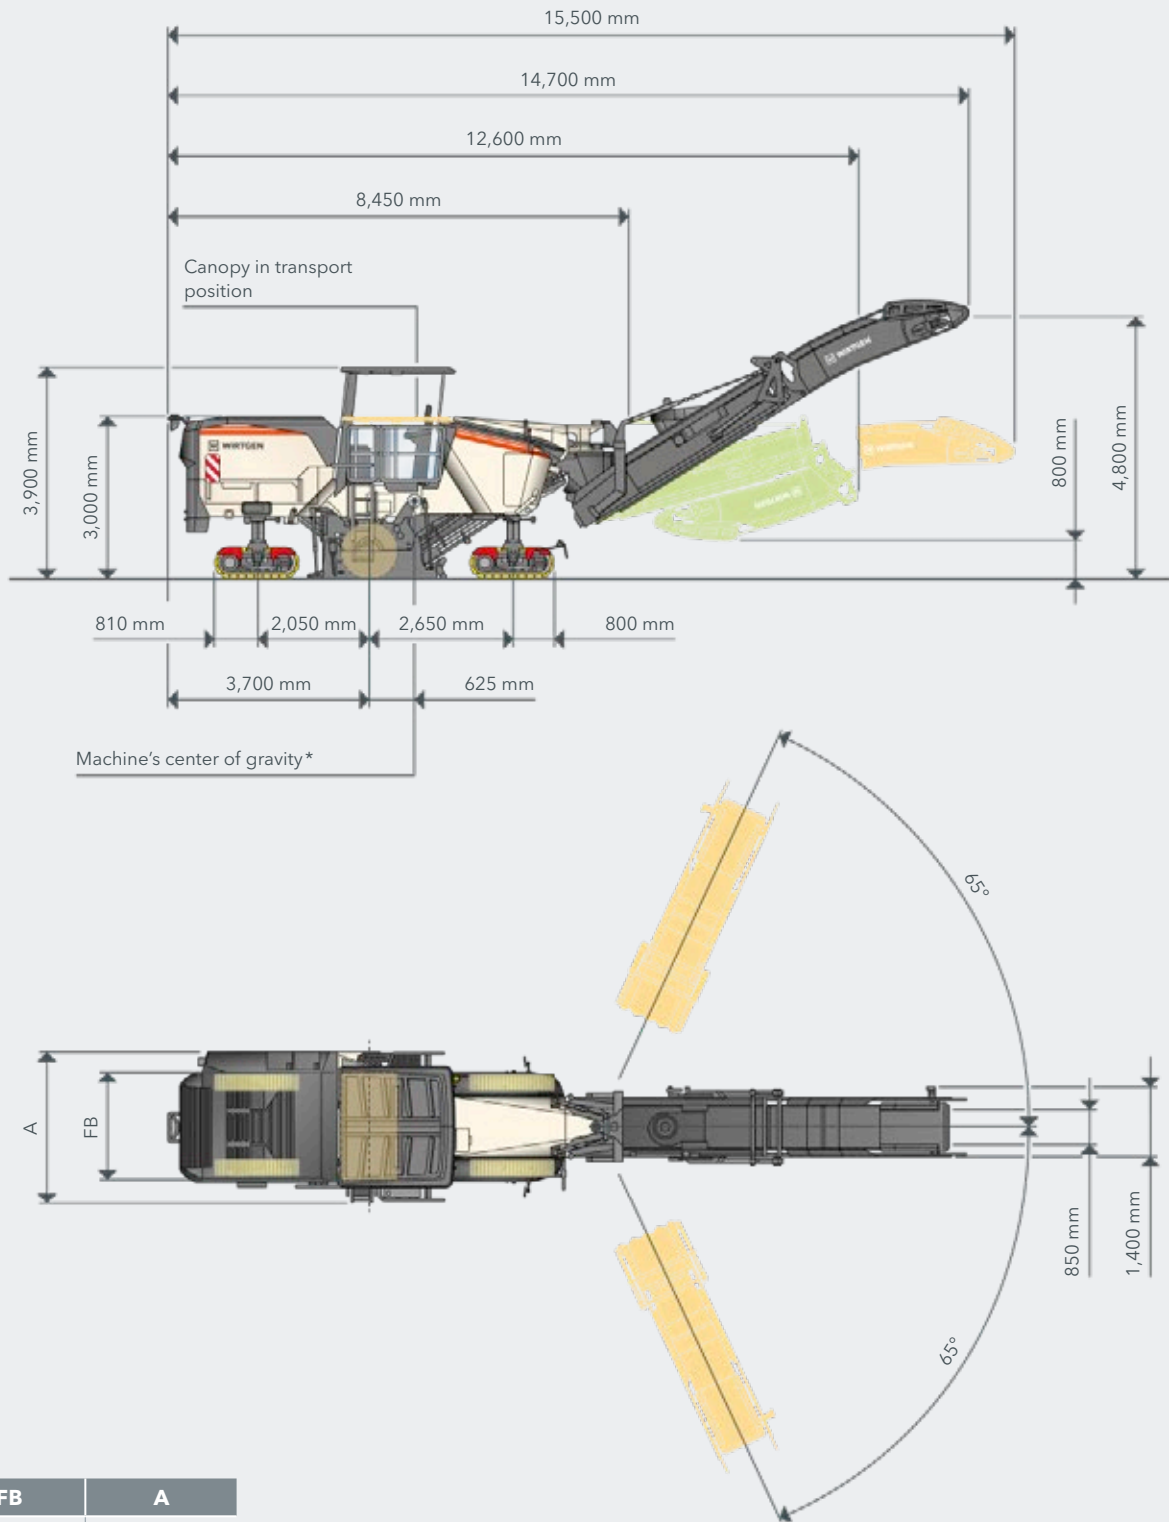 15,500 mm
14,700 mm
12,600 mm
8,450 mm
Canopy in transport
position
WIRTGEN
WIRTGEN
WIRTGEN
WIRTGEN
3,900 mm
3,000 mm
800 mm
4,800 mm
810 mm
2,050 mm
2,650 mm
800 mm
3,700 mm
625 mm
Machine's center of gravity*
65°
A
FB
850 mm
1,400 mm
65°
FB
A